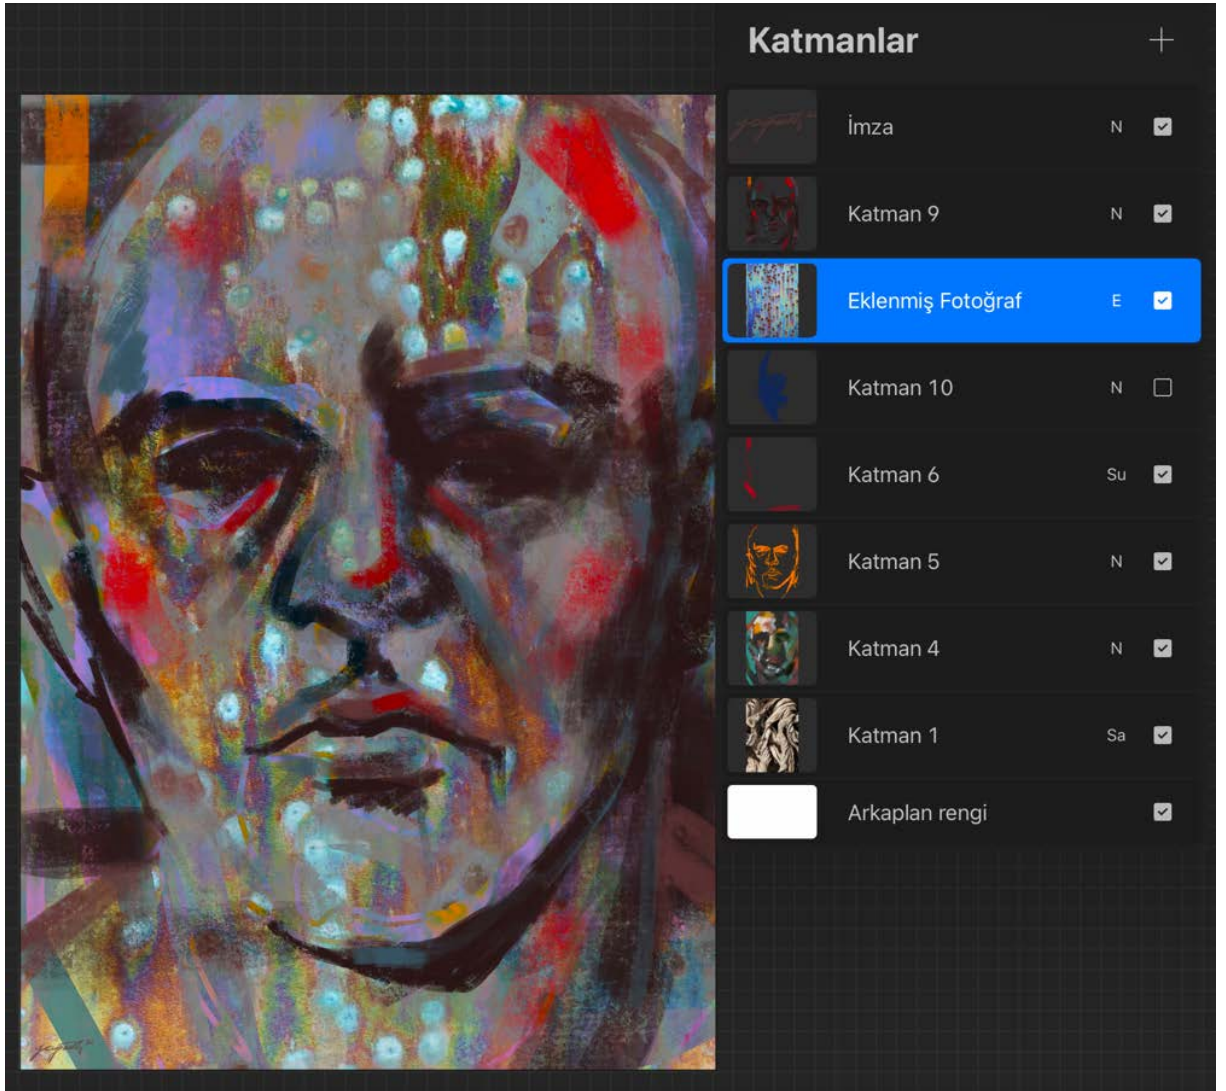 Katmanlar
İmza N
Katman 9 N
Eklenmiş Fotoğraf E
Katman 10 N
Katman 6 Su
Katman 5 N
Katman 4 N
Katman 1 Sa
Arkaplan rengi